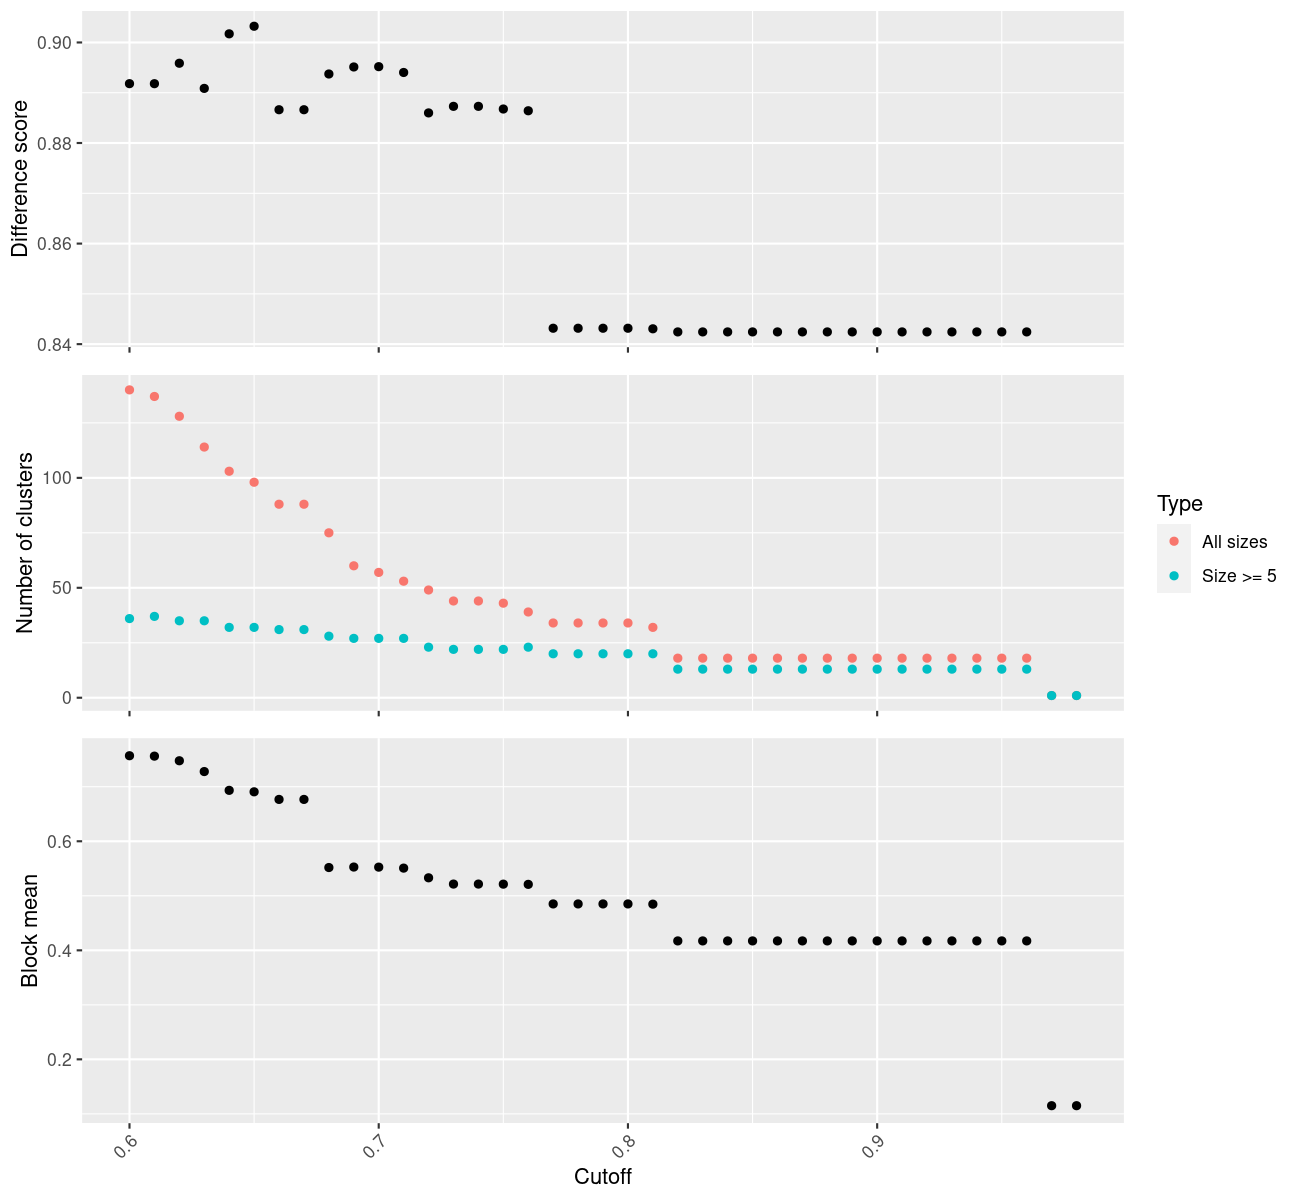 Difference score
0.90
0.88
0.86
0.84
Number of clusters
100
50
0
Type
All sizes
Size >= 5
Block mean
0.6
0.4
0.2
0.6
0.7
0.8
0.9
Cutoff